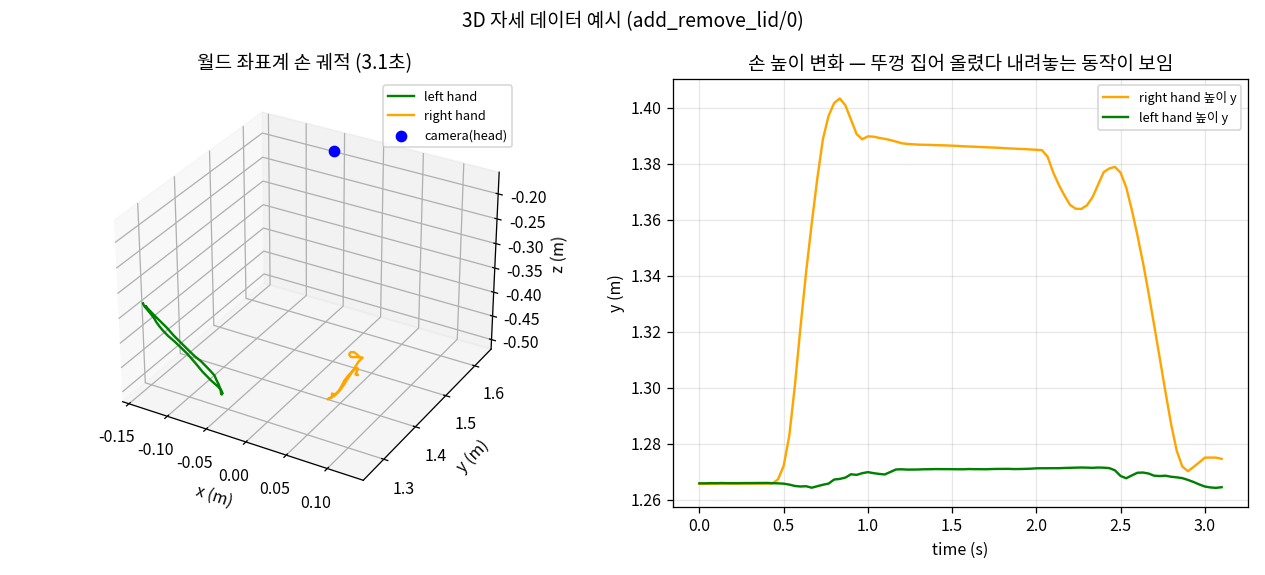 3D 자세 데이터 예시 (add_remove_lid/0)
월드 좌표계 손 궤적 (3.1초)
left hand
right hand
camera(head)
-0.20
-0.25
-0.30
-0.35
-0.40
-0.45
-0.50
z (m)
1.6
1.5
1.4
1.3
y (m)
-0.15
-0.10
-0.05
0.00
0.05
0.10
x (m)
손 높이 변화 — 뚜껑 집어 올렸다 내려놓는 동작이 보임
right hand 높이 y
left hand 높이 y
1.40
1.38
1.36
1.34
1.32
1.30
1.28
1.26
y (m)
0.0 0.5 1.0 1.5 2.0 2.5 3.0
time (s)